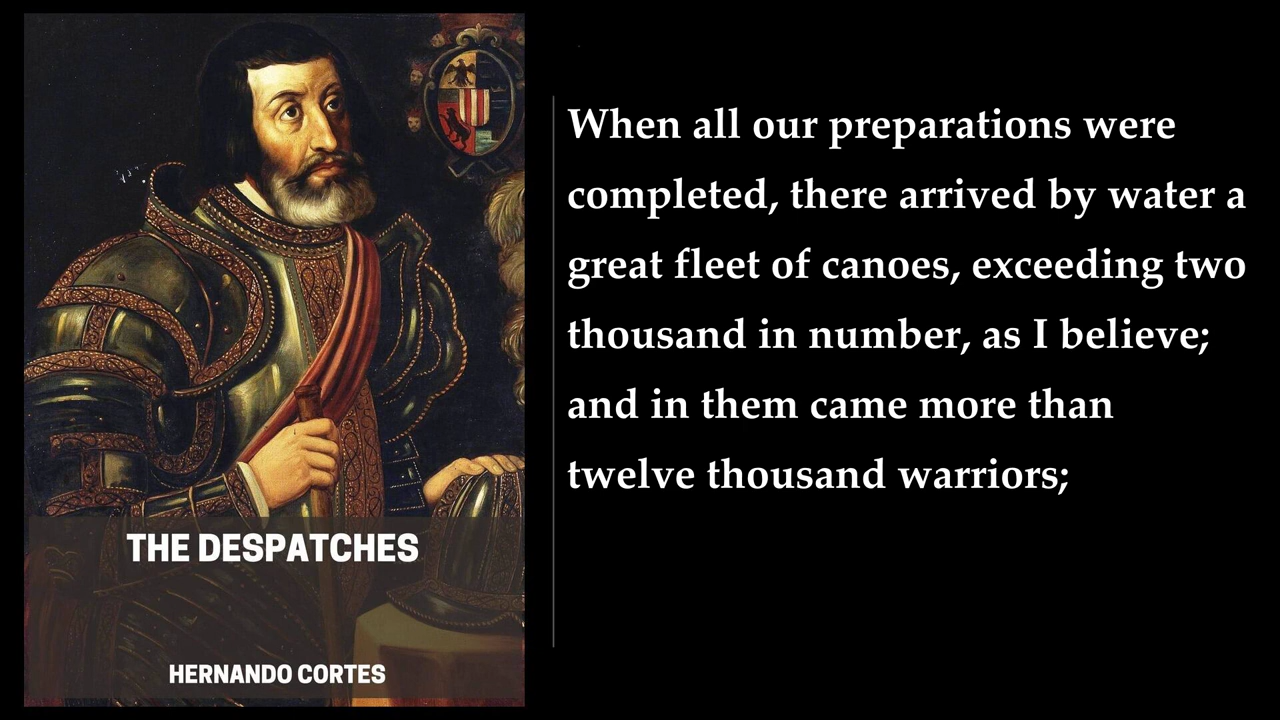 When all our preparations were
completed, there arrived by water a
great fleet of canoes, exceeding two
thousand in number, as I believe;
and in them came more than
twelve thousand warriors;
THE DESPATCHES
HERNANDO CORTES